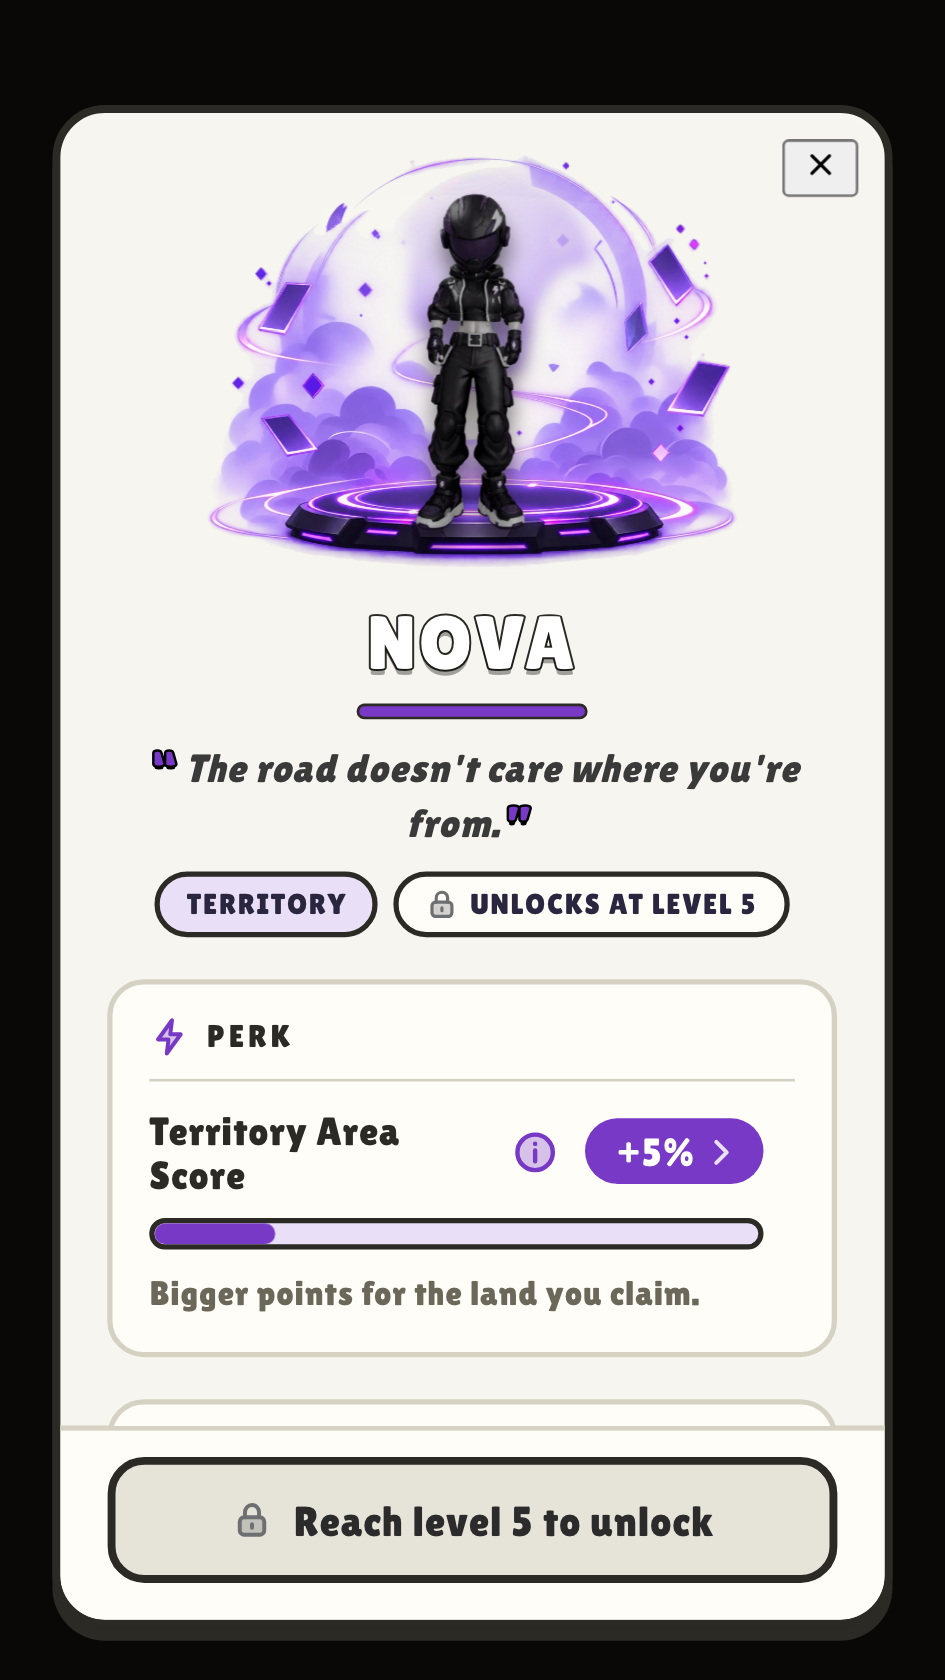 NOVA
" The road doesn't care where you're
from."
TERRITORY
UNLOCKS AT LEVEL 5
PERK
Territory Area
Score
+5%
Bigger points for the land you claim.
Reach level 5 to unlock